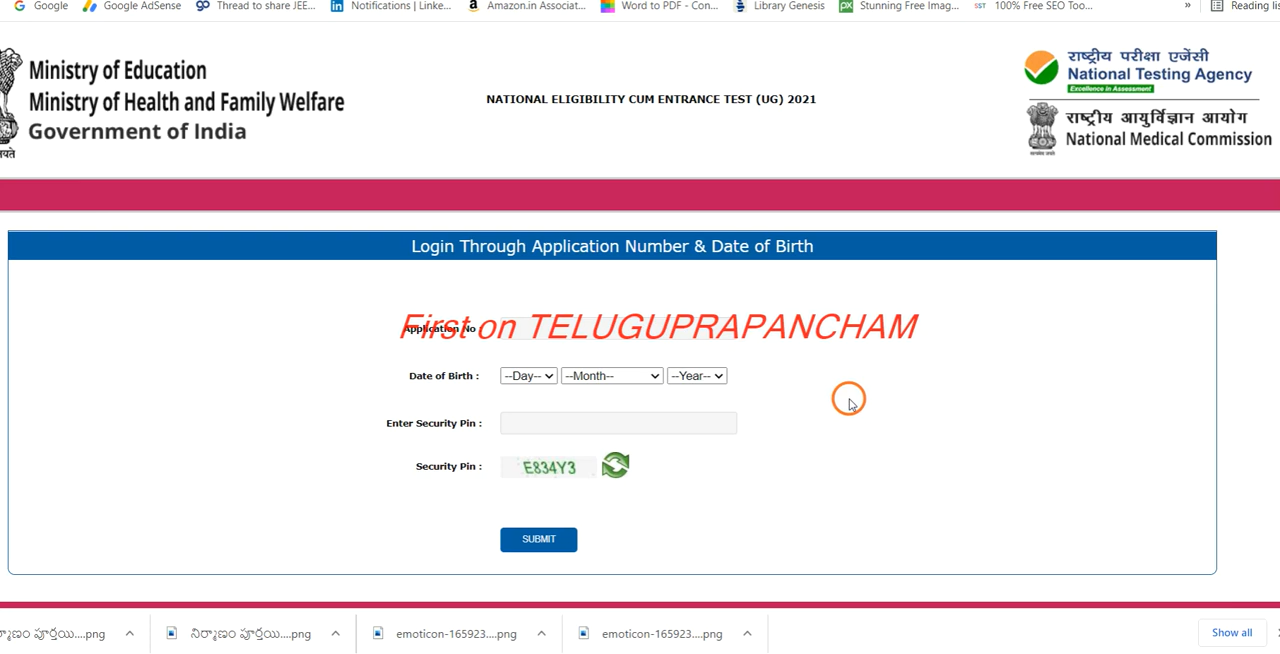 Google Google AdSense Thread to share JEE... Notifications | Linke... Amazon.in Associat... Word to PDF - Con... Library Genesis Stunning Free Imag... 100% Free SEO Too... » Reading lis
Ministry of Education
Ministry of Health and Family Welfare
Government of India
NATIONAL ELIGIBILITY CUM ENTRANCE TEST (UG) 2021
राष्ट्रीय परीक्षा एजेंसी
National Testing Agency
Excellence in Assessment
राष्ट्रीय आयुर्विज्ञान आयोग
National Medical Commission
Login Through Application Number & Date of Birth
Application No :
First on TELUGUPRAPANCHAM
Date of Birth : --Day-- --Month-- --Year--
Enter Security Pin :
Security Pin : E834Y3
SUBMIT
పూర్తయి....png నిర్మాణం పూర్తయి....png emoticon-165923....png emoticon-165923....png Show all